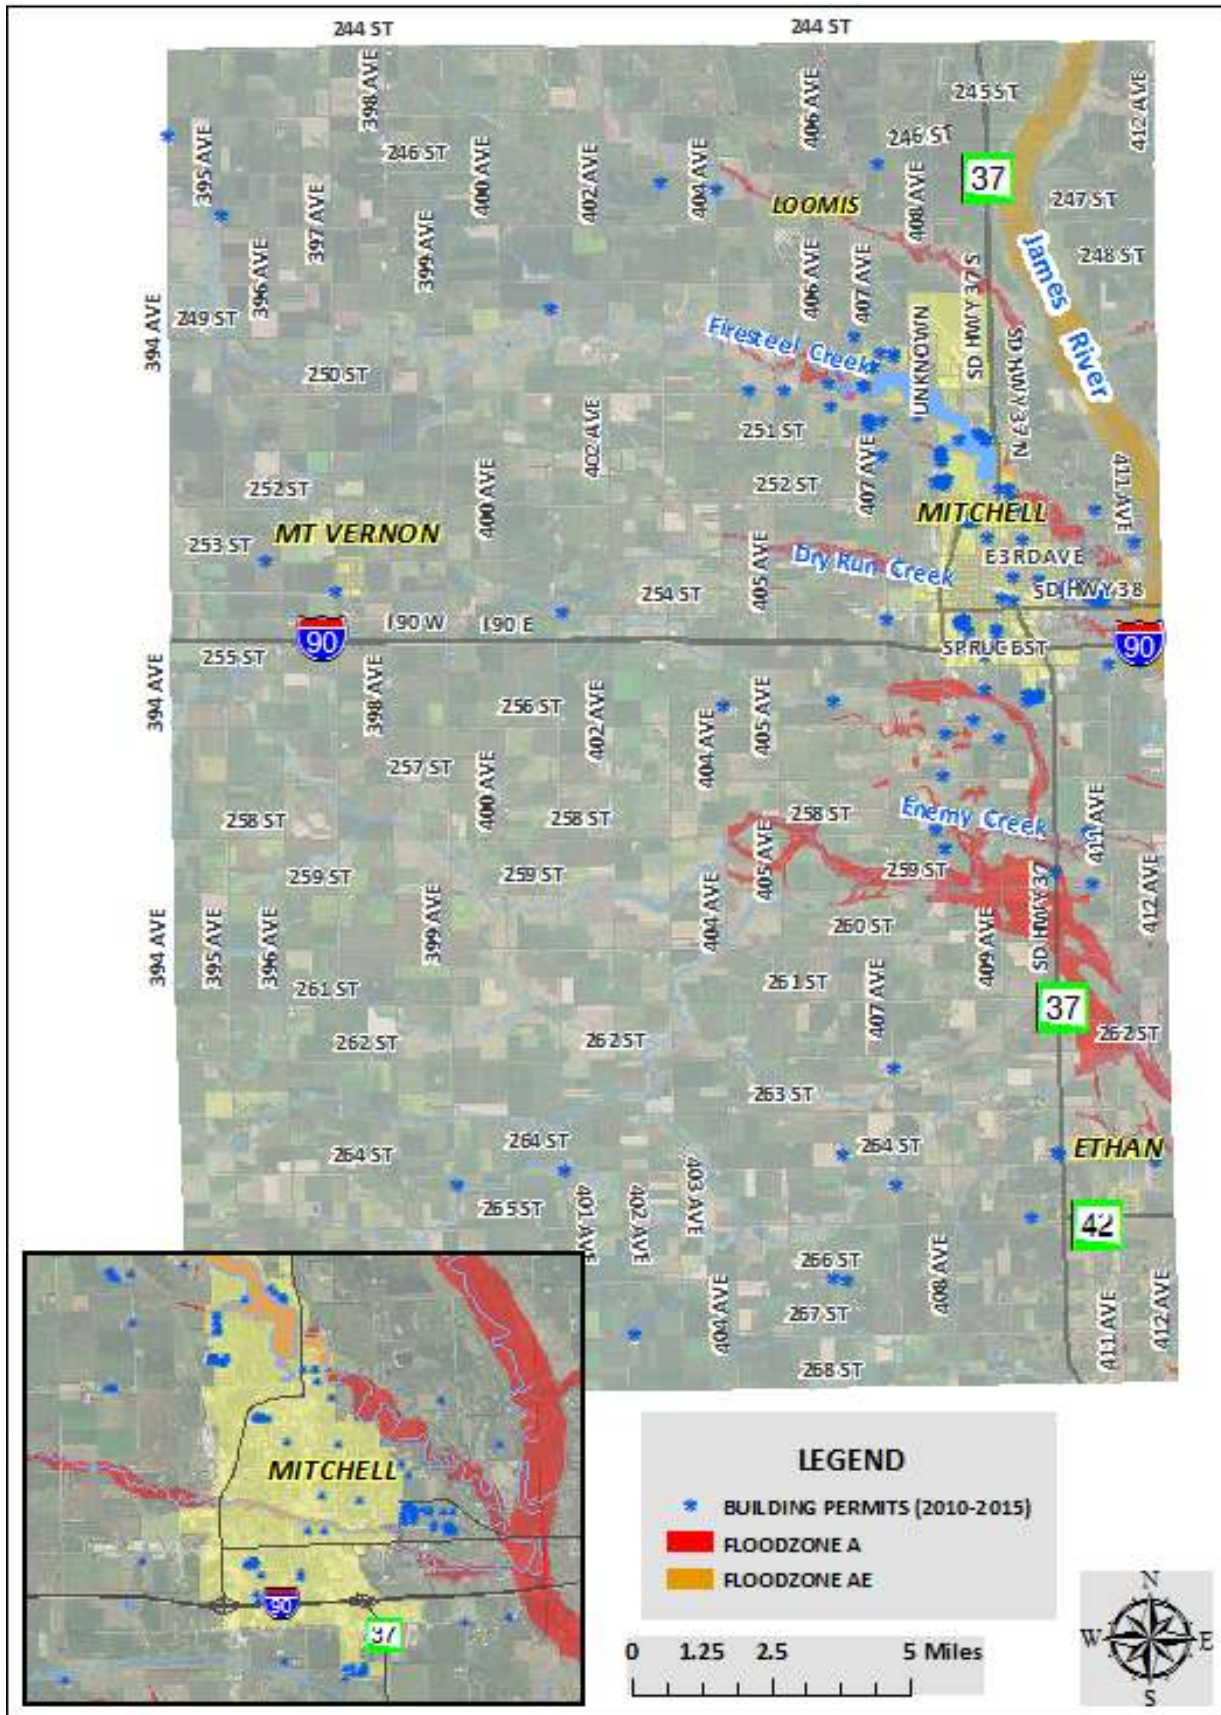 244 ST
244 ST
398 AVE
406 AVE
245 ST
412 AVE
246 ST
246 ST
395 AVE
400 AVE
402 AVE
404 AVE
408 AVE
37
247 ST
LOOMIS
397 AVE
399 AVE
396 AVE
406 AVE
407 AVE
248 ST
James River
394 AVE
249 ST
Firesteel Creek
UNKNOWN
SD HWY 37 S
SD HWY 37 N
250 ST
402 AVE
251 ST
407 AVE
411 AVE
252 ST
400 AVE
252 ST
MITCHELL
MT VERNON
253 ST
405 AVE
Dry Run Creek
E 3RD AVE
SD HWY 38
254 ST
I90 W
I90 E
90
90
255 ST
SPRUCE ST
394 AVE
398 AVE
256 ST
402 AVE
404 AVE
405 AVE
257 ST
400 AVE
258 ST
258 ST
258 ST
Enemy Creek
411 AVE
259 ST
259 ST
405 AVE
259 ST
SD HWY 37
412 AVE
394 AVE
395 AVE
396 AVE
399 AVE
404 AVE
260 ST
409 AVE
261 ST
261 ST
407 AVE
37
262 ST
262 ST
262 ST
263 ST
264 ST
264 ST
264 ST
ETHAN
265 ST
401 AVE
402 AVE
403 AVE
42
266 ST
408 AVE
267 ST
404 AVE
411 AVE
412 AVE
268 ST
MITCHELL
90
37
LEGEND
BUILDING PERMITS (2010-2015)
FLOODZONE A
FLOODZONE AE
0 1.25 2.5 5 Miles
N
W E
S